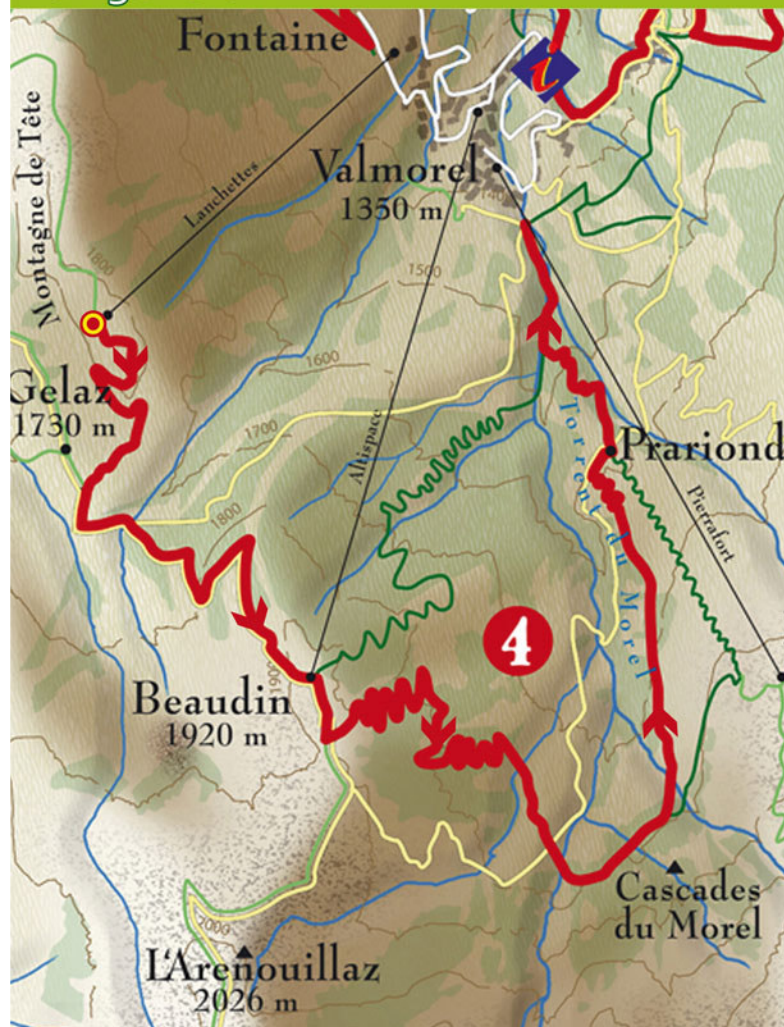 Fontaine
Lanchettes
Montagne de Tête
Valmorel
1350 m
1400
1500
1800
1600
Gelaz
1730 m
1700
Altispace
Torrent du Morel
Prariond
Pierrafort
1800
4
1900
Beaudin
1920 m
Cascades
du Morel
2000
L'Arenouillaz
2026 m